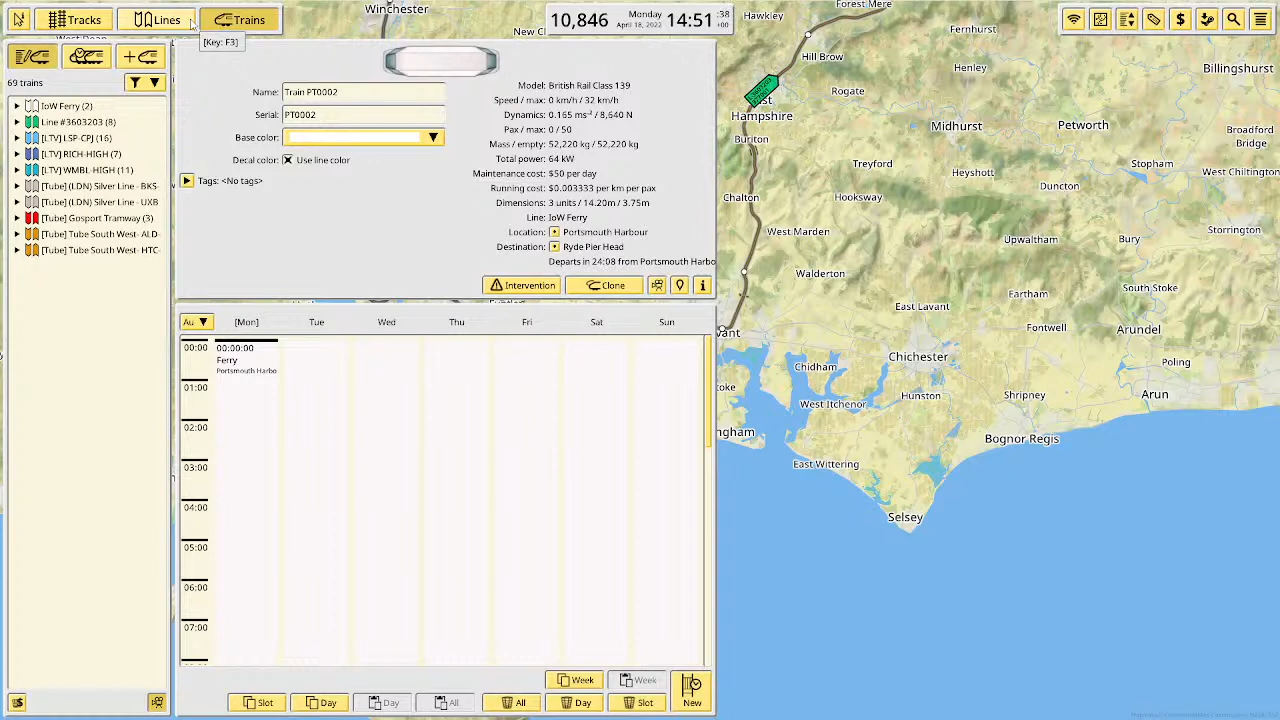 Tracks
Lines
Trains
[Key: F3]
10,846
Monday
April 18, 2022
14:51
:38
+00
$
69 trains
IoW Ferry (2)
Line #3603203 (8)
[LTV] LSP-CPJ (16)
[LTV] RICH-HIGH (7)
[LTV] WMBL-HIGH (11)
[Tube] (LDN) Silver Line - BKS
[Tube] (LDN) Silver Line - UXB
[Tube] Gosport Tramway (3)
[Tube] Tube South West- ALD-
[Tube] Tube South West- HTC-
Name:
Train PT0002
Serial:
PT0002
Base color:
Decal color:
Use line color
Tags: <No tags>
Model: British Rail Class 139
Speed / max: 0 km/h / 32 km/h
Dynamics: 0.165 ms⁻² / 8,640 N
Pax / max: 0 / 50
Mass / empty: 52,220 kg / 52,220 kg
Total power: 64 kW
Maintenance cost: $50 per day
Running cost: $0.003333 per km per pax
Dimensions: 3 units / 14.20m / 3.75m
Line: IoW Ferry
Location:
Portsmouth Harbour
Destination:
Ryde Pier Head
Departs in 24:08 from Portsmouth Harbo
Intervention
Clone
i
Au
[Mon]
Tue
Wed
Thu
Fri
Sat
Sun
00:00
01:00
02:00
03:00
04:00
05:00
06:00
07:00
00:00:00
Ferry
Portsmouth Harbo
Week
Week
Slot
Day
Day
All
All
Day
Slot
New
Winchester
New C
Hawkley
Forest Mere
Hill Brow
Fernhurst
Henley
Billingshurst
Rogate
Hampshire
Midhurst
Petworth
Broadford
Bridge
Buriton
Treyford
Stopham
Heyshott
West Chiltington
Chalton
Hooksway
Duncton
West Marden
Upwaltham
Bury
Storrington
Walderton
South Stoke
Eartham
East Lavant
Fontwell
Arundel
Chichester
Chidham
Poling
Hunston
Shripney
Arun
West Itchenor
Bognor Regis
East Wittering
Selsey